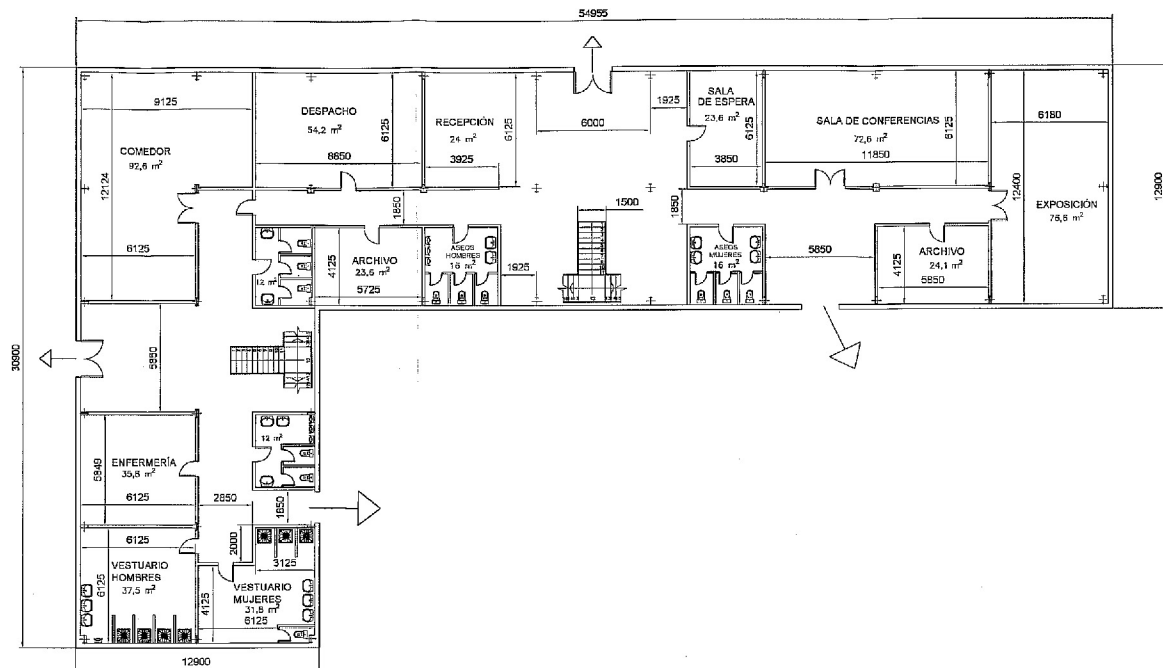 54955
9125
DESPACHO
54,2 m²
6125
8850
RECEPCIÓN
24 m²
6125
3925
6000
1925
SALA
DE ESPERA
23,6 m²
6125
3850
SALA DE CONFERENCIAS
72,6 m²
6125
11850
6180
COMEDOR
92,6 m²
12124
12400
12900
EXPOSICIÓN
76,6 m²
1850
1500
1850
6125
12 m²
4125
ARCHIVO
23,6 m²
5725
ASEOS
HOMBRES
16 m²
1925
ASEOS
MUJERES
16 m²
5850
4125
ARCHIVO
24,1 m²
5850
30900
5850
12 m²
5849
ENFERMERÍA
35,8 m²
6125
2850
1650
6125
2000
VESTUARIO
HOMBRES
37,5 m²
6125
3125
4125
VESTUARIO
MUJERES
31,8 m²
6125
12900